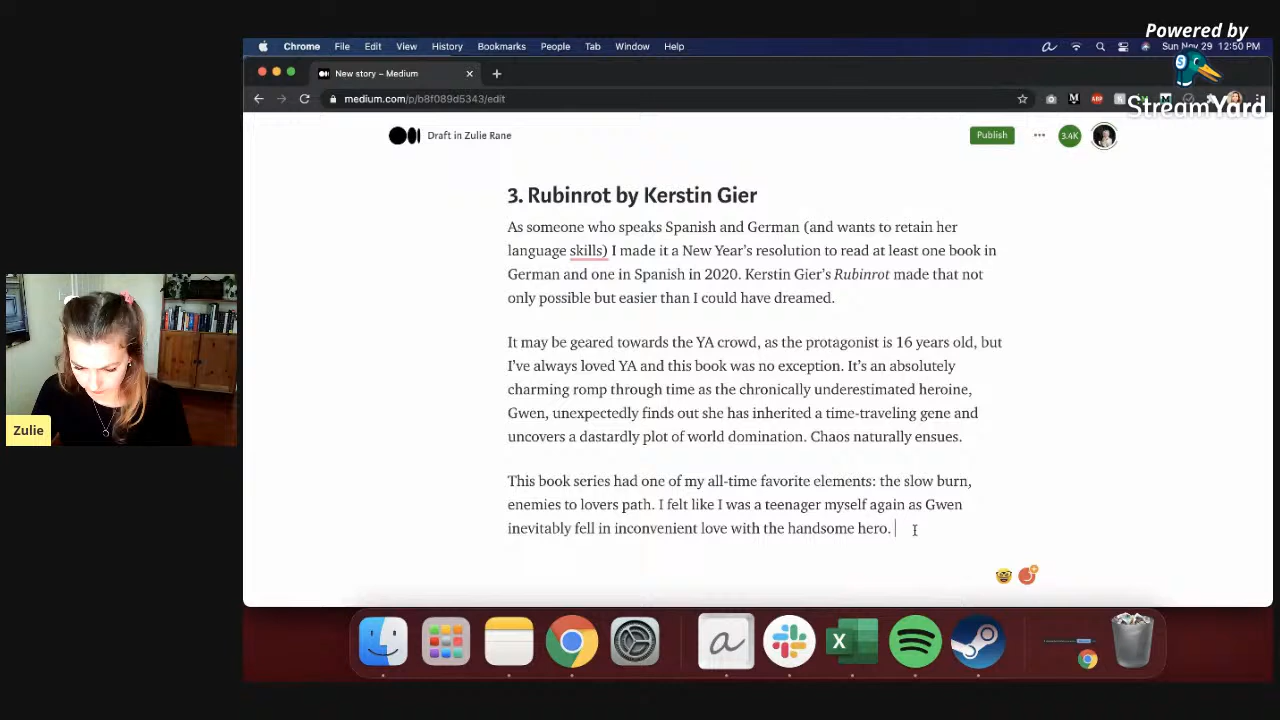 Powered by
StreamYard
Chrome File Edit View History Bookmarks People Tab Window Help
Sun Nov 29 12:50 PM
New story – Medium
medium.com/p/b8f089d5343/edit
Draft in Zulie Rane
Publish
3.4K
3. Rubinrot by Kerstin Gier
As someone who speaks Spanish and German (and wants to retain her
language skills) I made it a New Year’s resolution to read at least one book in
German and one in Spanish in 2020. Kerstin Gier’s Rubinrot made that not
only possible but easier than I could have dreamed.
It may be geared towards the YA crowd, as the protagonist is 16 years old, but
I’ve always loved YA and this book was no exception. It’s an absolutely
charming romp through time as the chronically underestimated heroine,
Gwen, unexpectedly finds out she has inherited a time-traveling gene and
uncovers a dastardly plot of world domination. Chaos naturally ensues.
This book series had one of my all-time favorite elements: the slow burn,
enemies to lovers path. I felt like I was a teenager myself again as Gwen
inevitably fell in inconvenient love with the handsome hero.
Zulie